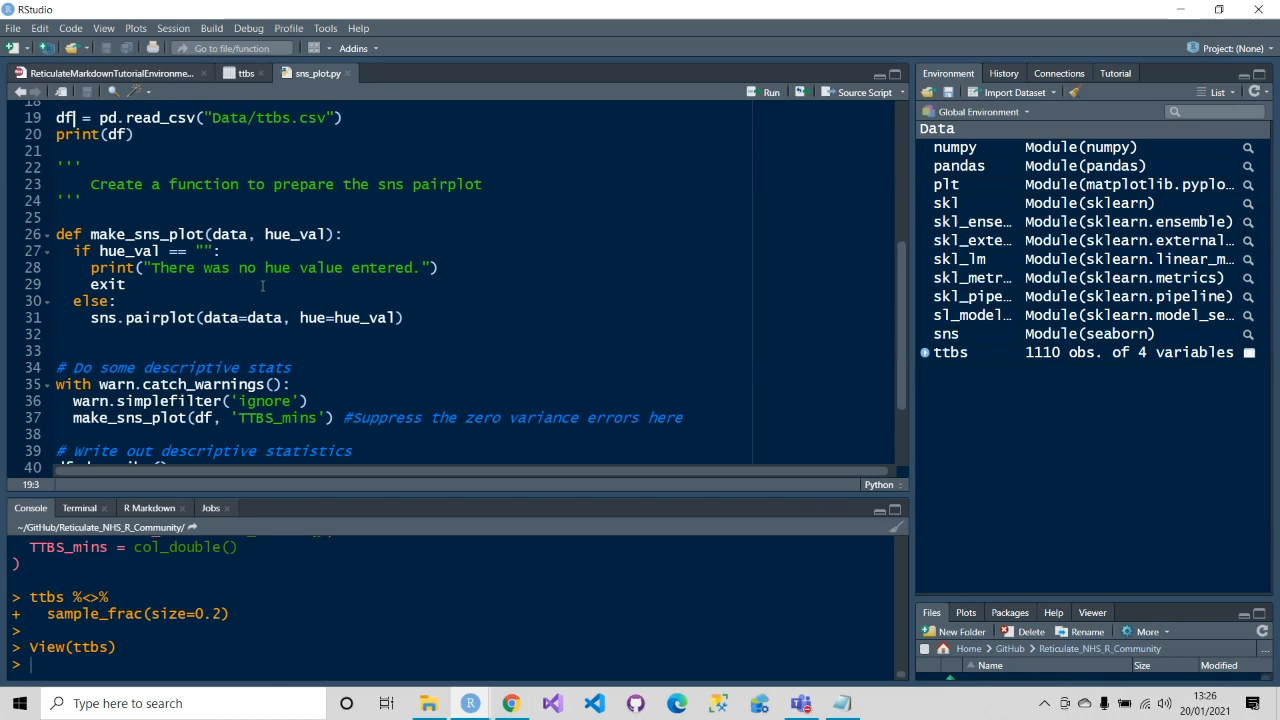 RStudio
File Edit Code View Plots Session Build Debug Profile Tools Help
Go to file/function Addins Project: (None)
ReticulateMarkdownTutorialEnvironme... ttbs sns_plot.py
Run Source Script
18
19 df = pd.read_csv("Data/ttbs.csv")
20 print(df)
21
22 '''
23 Create a function to prepare the sns pairplot
24 '''
25
26 def make_sns_plot(data, hue_val):
27 if hue_val == "":
28 print("There was no hue value entered.")
29 exit
30 else:
31 sns.pairplot(data=data, hue=hue_val)
32
33
34 # Do some descriptive stats
35 with warn.catch_warnings():
36 warn.simplefilter('ignore')
37 make_sns_plot(df, 'TTBS_mins') #Suppress the zero variance errors here
38
39 # Write out descriptive statistics
40
19:3 Python
Console Terminal R Markdown Jobs
~/GitHub/Reticulate_NHS_R_Community/
TTBS_mins = col_double()
)
> ttbs %<>%
+ sample_frac(size=0.2)
>
> View(ttbs)
>
Environment History Connections Tutorial
Import Dataset List
Global Environment
Data
numpy Module(numpy)
pandas Module(pandas)
plt Module(matplotlib.pyplo...
skl Module(sklearn)
skl_ense... Module(sklearn.ensemble)
skl_exte... Module(sklearn.external...
skl_lm Module(sklearn.linear_m...
skl_metr... Module(sklearn.metrics)
skl_pipe... Module(sklearn.pipeline)
sl_model... Module(sklearn.model_se...
sns Module(seaborn)
ttbs 1110 obs. of 4 variables
Files Plots Packages Help Viewer
New Folder Delete Rename More
Home GitHub Reticulate_NHS_R_Community ...
Name Size Modified
Type here to search
13:26
20/01/2021